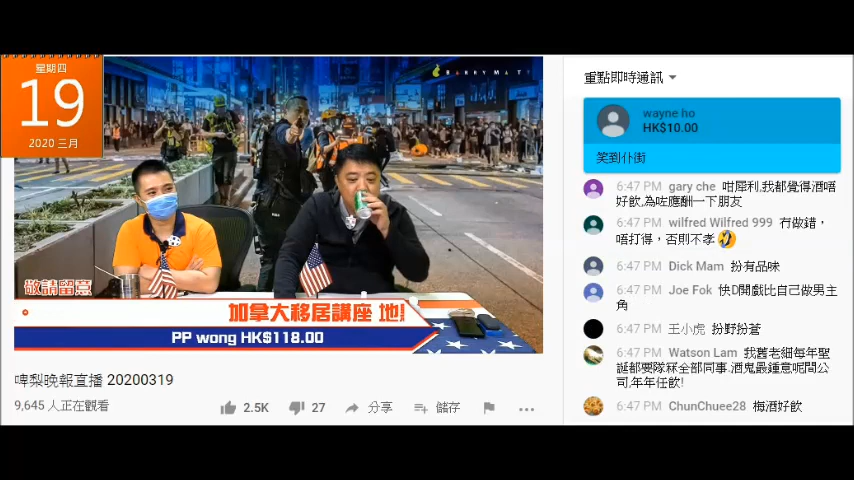 星期四
19
2020 三月
BARRYMATT
敬請留意
加拿大移居講座 地
PP wong HK$118.00
啤梨晚報直播 20200319
9,645 人正在觀看
2.5K
27
分享
儲存
重點即時通訊
wayne ho
HK$10.00
笑到仆街
6:47 PM gary che 咁犀利,我都覺得酒唔
好飲,為咗應酬一下朋友
6:47 PM wilfred Wilfred 999 冇做錯，
唔打得，否則不孝🤣
6:47 PM Dick Mam 扮有品味
6:47 PM Joe Fok 快D開戲比自己做男主
角
6:47 PM 王小虎 扮野扮蒼
6:47 PM Watson Lam 我舊老細每年聖
誕都要隊冧全部同事.酒鬼最鍾意呢間公
司,年年任飲!
6:47 PM ChunChuee28 梅酒好飲